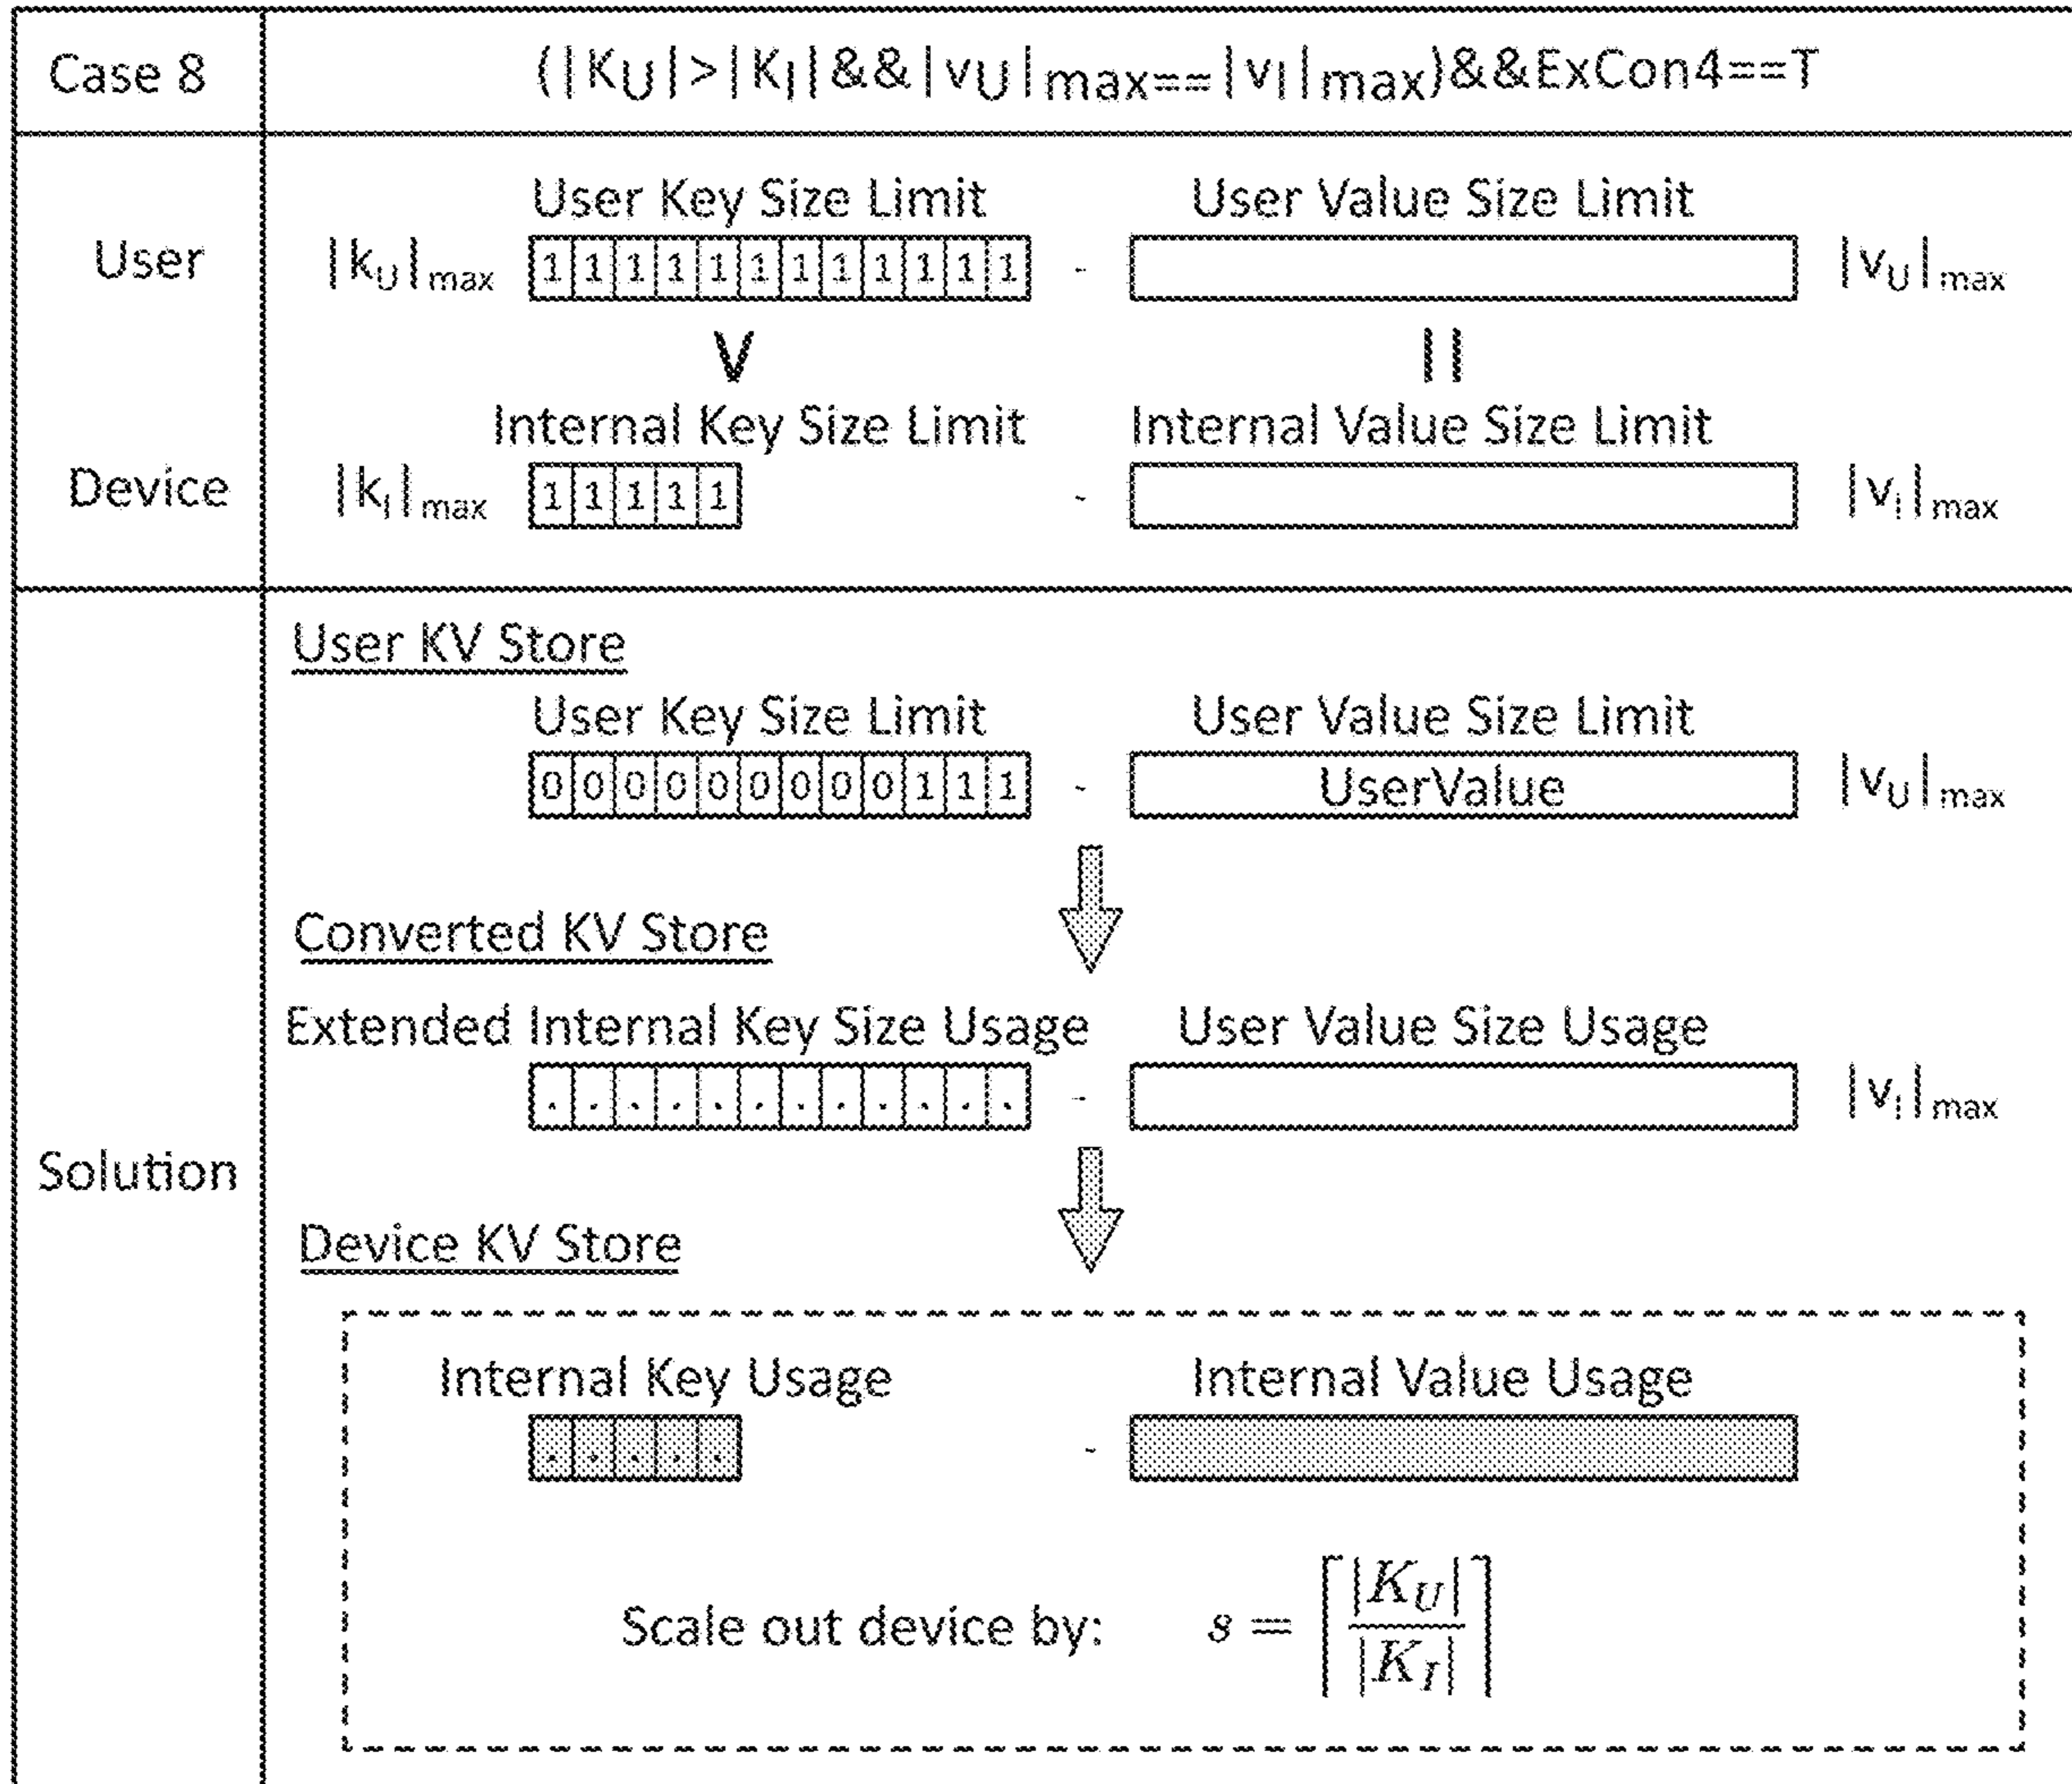 Case 8
(|K_U|>|K_I|&&|v_U|max==|v_I|max)&&ExCon4==T
User Key Size Limit
User Value Size Limit
User
|k_U|max
1 1 1 1 1 1 1 1 1 1 1 1
-
|v_U|max
V
||
Internal Key Size Limit
Internal Value Size Limit
Device
|k_I|max
1 1 1 1 1
-
|v_I|max
Solution
User KV Store
User Key Size Limit
User Value Size Limit
0 0 0 0 0 0 0 0 0 1 1 1
-
UserValue
|v_U|max
Converted KV Store
Extended Internal Key Size Usage
User Value Size Usage
. . . . . . . . . . . .
-
|v_I|max
Device KV Store
Internal Key Usage
Internal Value Usage
. . . . .
-
Scale out device by: s = ⌈|K_U| / |K_I|⌉